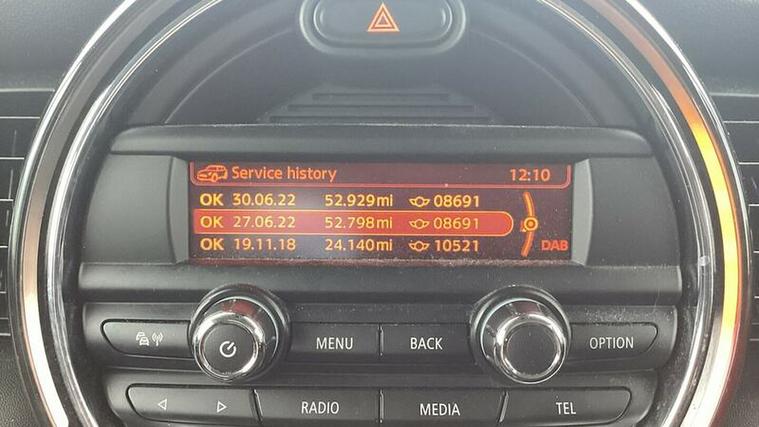 Service history 12:10
OK 30.06.22 52.929mi 08691
OK 27.06.22 52.798mi 08691
OK 19.11.18 24.140mi 10521
DAB
MENU BACK OPTION
RADIO MEDIA TEL